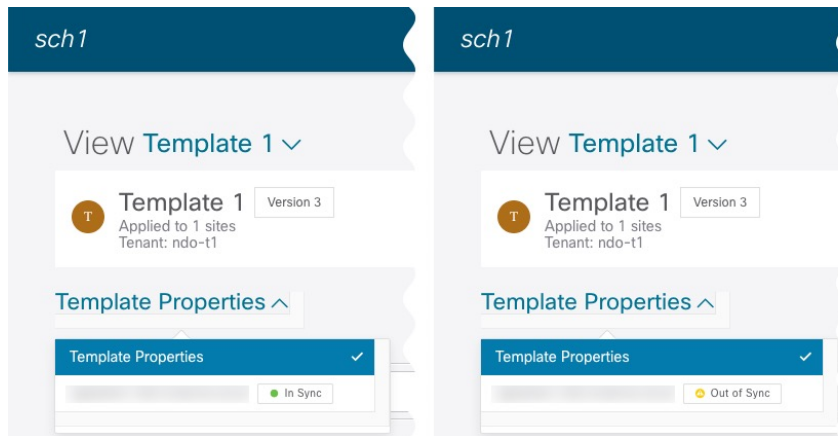 sch1
View Template 1
T
Template 1 Version 3
Applied to 1 sites
Tenant: ndo-t1
Template Properties
Template Properties
In Sync
sch1
View Template 1
T
Template 1 Version 3
Applied to 1 sites
Tenant: ndo-t1
Template Properties
Template Properties
Out of Sync